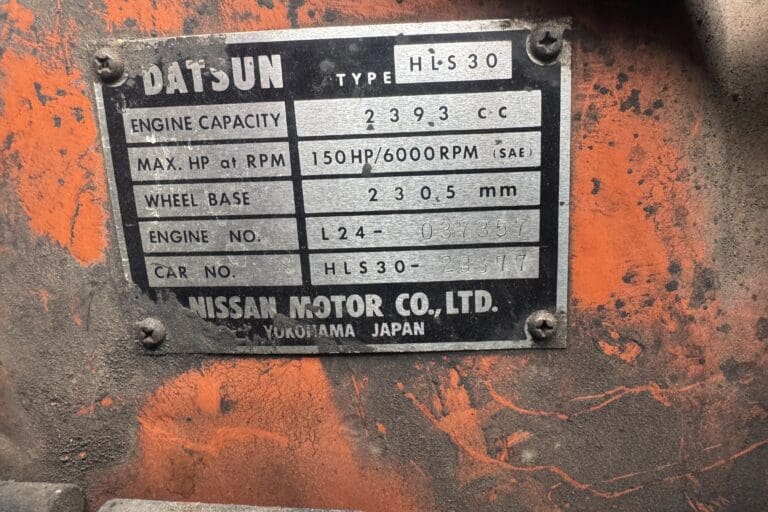 DATSUN TYPE HLS30
ENGINE CAPACITY 2393 CC
MAX. HP at RPM 150HP/6000RPM (SAE)
WHEEL BASE 2305 mm
ENGINE NO. L24- 037357
CAR NO. HLS30-
NISSAN MOTOR CO., LTD.
YOKOHAMA JAPAN